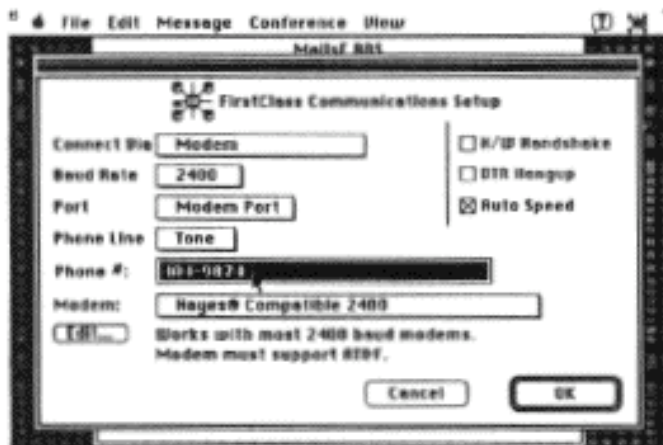 File Edit Message Conference View
FirstClass Communications Setup
Connect Via Modem
H/W Handshake
Baud Rate 2400
DTR Hangup
Port Modem Port
Auto Speed
Phone Line Tone
Phone #:
Modem: Hayes® Compatible 2400
Edit... Works with most 2400 baud modems.
Modem must support AT&F.
Cancel OK